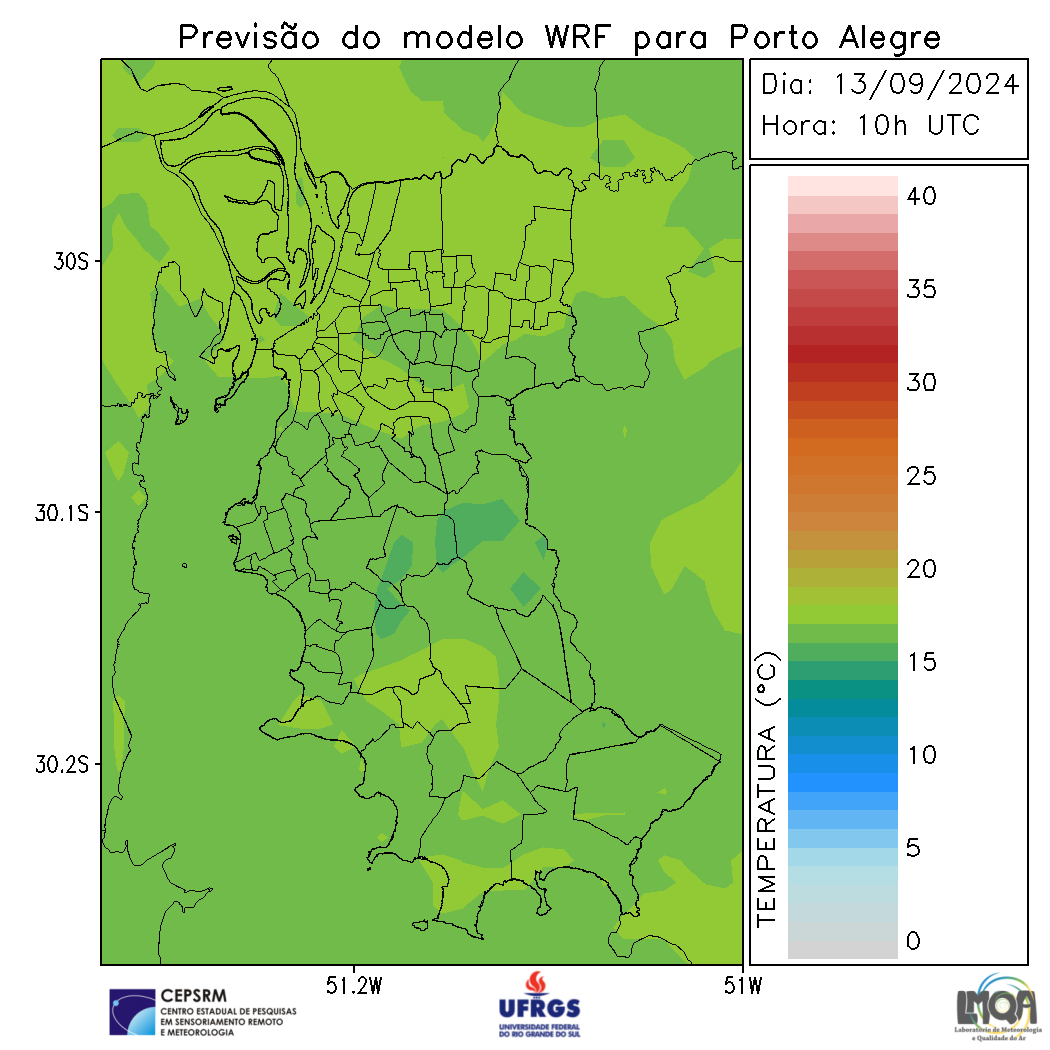 Previsão do modelo WRF para Porto Alegre
Dia: 13/09/2024
Hora: 10h UTC
30S
30.1S
30.2S
51.2W
51W
TEMPERATURA (°C)
40
35
30
25
20
15
10
5
0
CEPSRM
CENTRO ESTADUAL DE PESQUISAS
EM SENSORIAMENTO REMOTO
E METEOROLOGIA
UFRGS
UNIVERSIDADE FEDERAL
DO RIO GRANDE DO SUL
LMQA
Laboratório de Meteorologia
e Qualidade do Ar